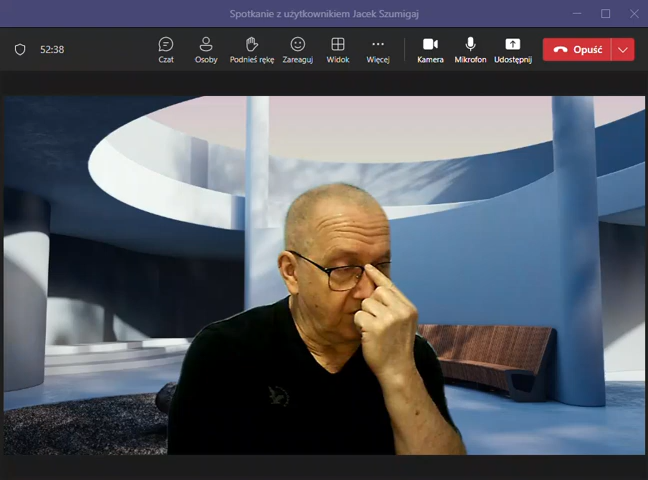 Spotkanie z użytkownikiem Jacek Szumigaj
52:38
Czat
Osoby
Podnieś rękę
Zareaguj
Widok
Więcej
Kamera
Mikrofon
Udostępnij
Opuść